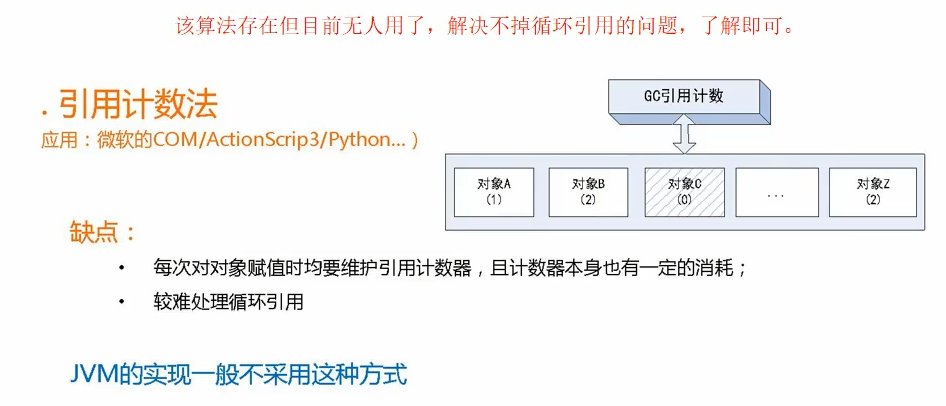 该算法存在但目前无人用了，解决不掉循环引用的问题，了解即可。
. 引用计数法
应用：微软的COM/ActionScrip3/Python...）
GC引用计数
对象A
(1)
对象B
(2)
对象C
(0)
...
对象Z
(2)
缺点：
• 每次对对象赋值时均要维护引用计数器，且计数器本身也有一定的消耗；
• 较难处理循环引用
JVM的实现一般不采用这种方式